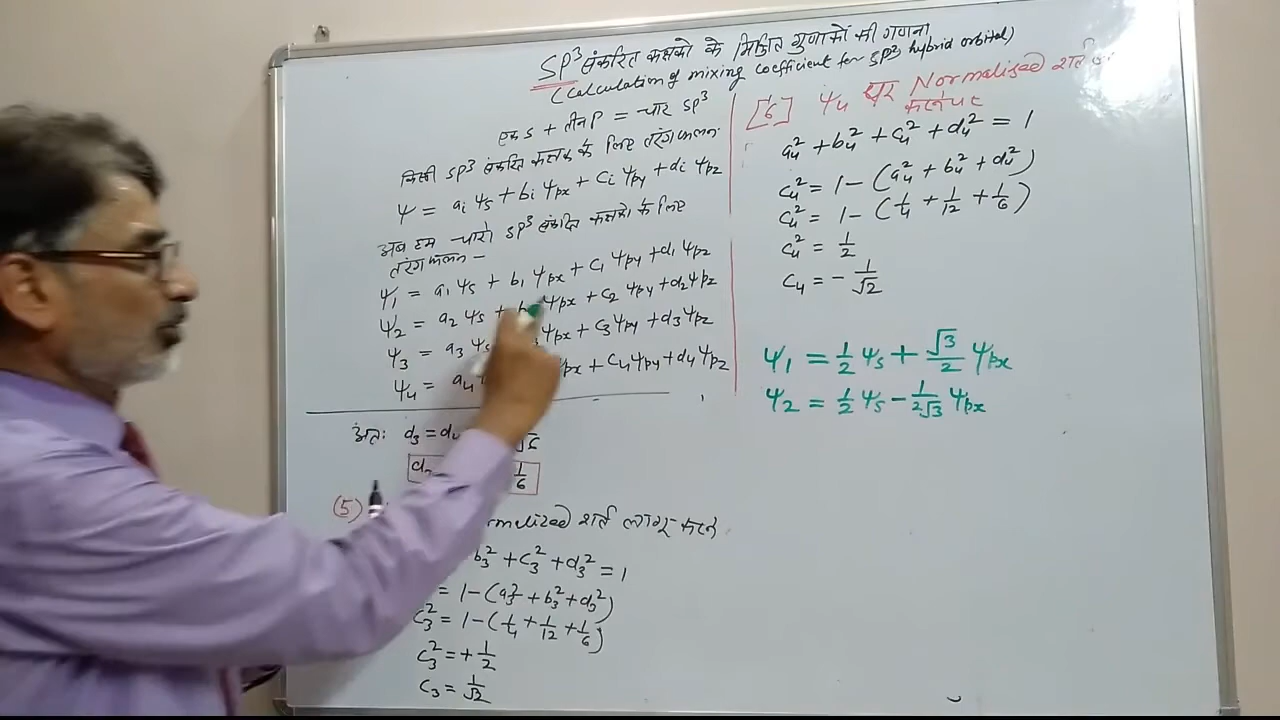 SP³ संकरित कक्षको के मिश्रित गुणाकों की गणना
(Calculation of mixing coefficient for SP³ hybrid orbital)
एक S + तीन P = चार SP³
किसी SP³ संकरित कक्षक के लिए तरंग फलन
ψ = aᵢ ψs + bᵢ ψpx + cᵢ ψpy + dᵢ ψpz
अब हम चारो SP³ संकरित कक्षको के लिए
तरंग फलन -
ψ₁ = a₁ ψs + b₁ ψpx + c₁ ψpy + d₁ ψpz
ψ₂ = a₂ ψs + b ψpx + c₂ ψpy + d₂ ψpz
ψ₃ = a₃ ψs ψpx + c₃ ψpy + d₃ ψpz
ψ₄ = a₄ px + c₄ ψpy + d₄ ψpz
अतः d₃ = d₄
1/6
(5) शर्त लागू करने
b₃² + c₃² + d₃² = 1
= 1 - (a₃² + b₃² + d₃²)
c₃² = 1 - (1/4 + 1/12 + 1/6)
c₃² = + 1/2
c₃ = 1/√2
[6] ψ₄ पर Normalised शर्त
करने पर
a₄² + b₄² + c₄² + d₄² = 1
c₄² = 1 - (a₄² + b₄² + d₄²)
c₄² = 1 - (1/4 + 1/12 + 1/6)
c₄² = 1/2
c₄ = - 1/√2
ψ₁ = 1/2 ψs + √3/2 ψpx
ψ₂ = 1/2 ψs - 1/2√3 ψpx